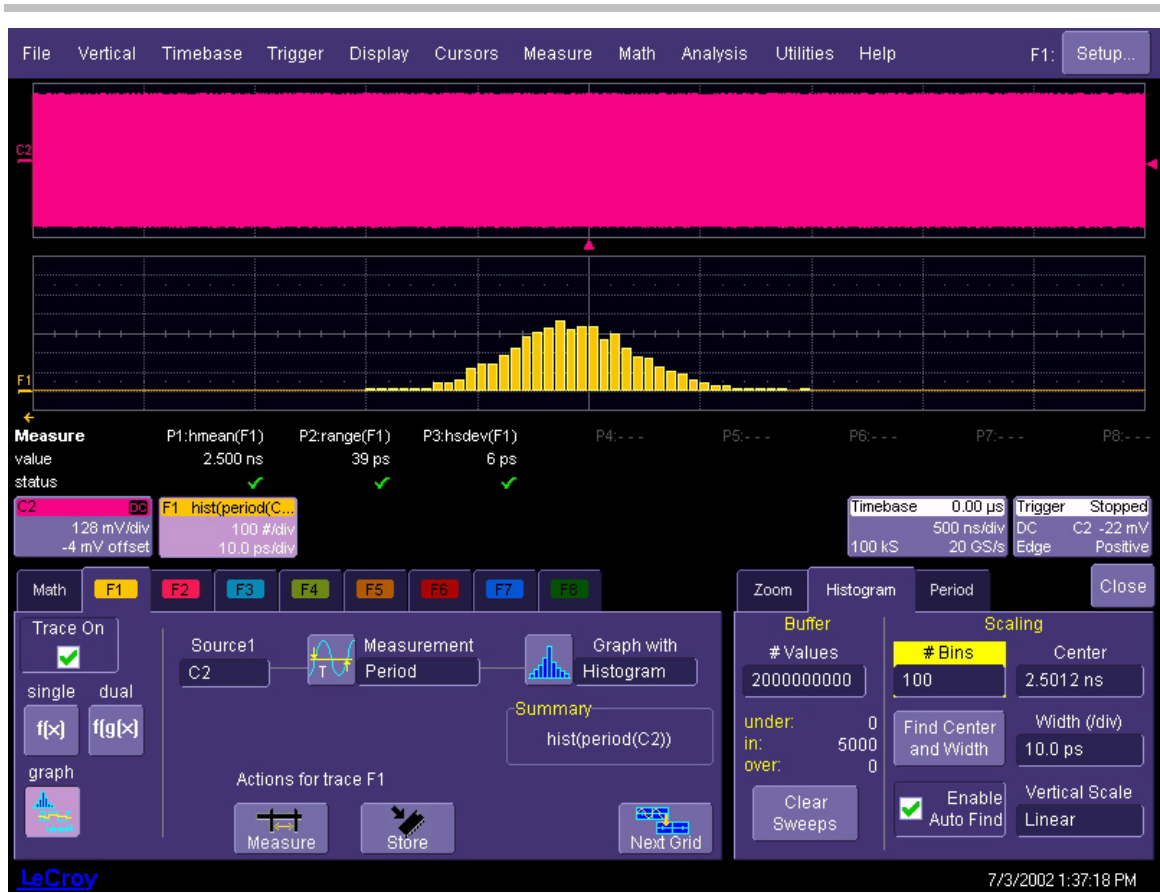 File Vertical Timebase Trigger Display Cursors Measure Math Analysis Utilities Help F1: Setup...
C2
F1
Measure P1:hmean(F1) P2:range(F1) P3:hsdev(F1) P4:- - - P5:- - - P6:- - - P7:- - - P8:- - -
value 2.500 ns 39 ps 6 ps
status
C2 DC F1 hist(period(C... Timebase 0.00 µs Trigger Stopped
128 mV/div 100 #/div 500 ns/div DC C2 -22 mV
-4 mV offset 10.0 ps/div 100 kS 20 GS/s Edge Positive
Math F1 F2 F3 F4 F5 F6 F7 F8 Zoom Histogram Period Close
Trace On
Source1 Measurement Graph with
C2 T Period Histogram
single dual
f(x) f(g(x)
Summary
hist(period(C2))
graph
Actions for trace F1
Measure Store Next Grid
Buffer Scaling
# Values # Bins Center
2000000000 100 2.5012 ns
under: 0 Find Center and Width Width (/div)
in: 5000 10.0 ps
over: 0
Clear Sweeps Enable Auto Find Vertical Scale
Linear
LeCroy 7/3/2002 1:37:18 PM